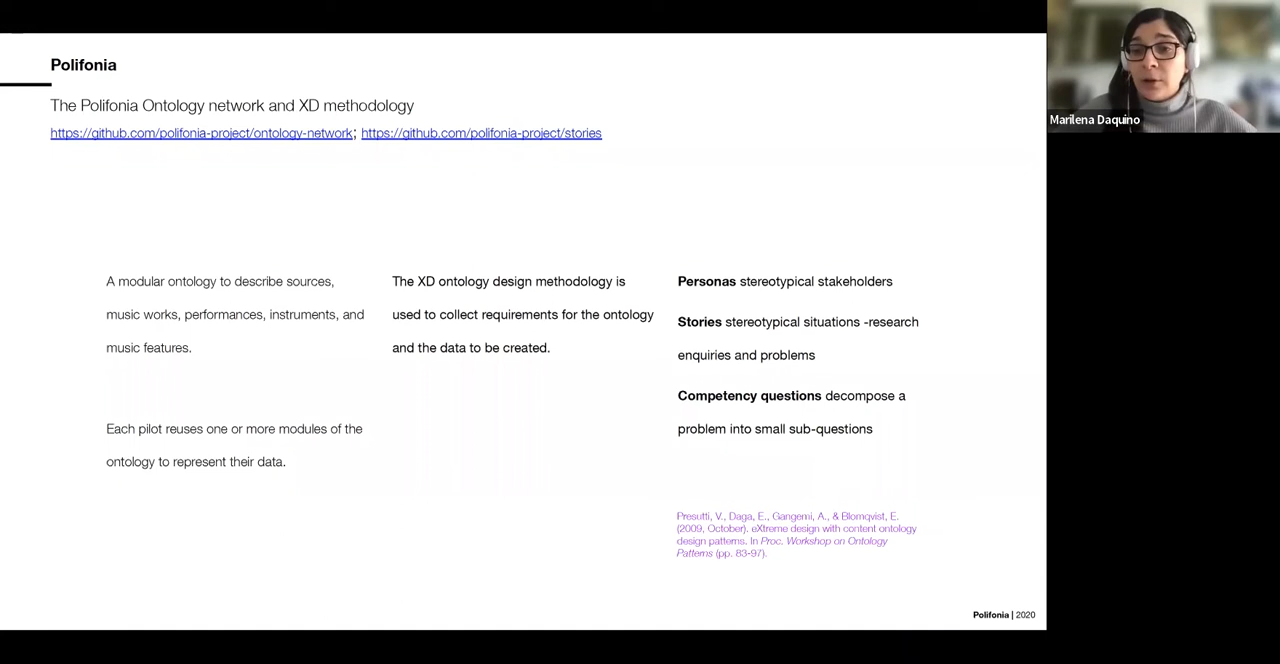 Polifonia
The Polifonia Ontology network and XD methodology
https://github.com/polifonia-project/ontology-network; https://github.com/polifonia-project/stories
A modular ontology to describe sources,
music works, performances, instruments, and
music features.
Each pilot reuses one or more modules of the
ontology to represent their data.
The XD ontology design methodology is
used to collect requirements for the ontology
and the data to be created.
Personas stereotypical stakeholders
Stories stereotypical situations -research
enquiries and problems
Competency questions decompose a
problem into small sub-questions
Presutti, V., Daga, E., Gangemi, A., & Blomqvist, E.
(2009, October). eXtreme design with content ontology
design patterns. In Proc. Workshop on Ontology
Patterns (pp. 83-97).
Polifonia | 2020
Marilena Daquino